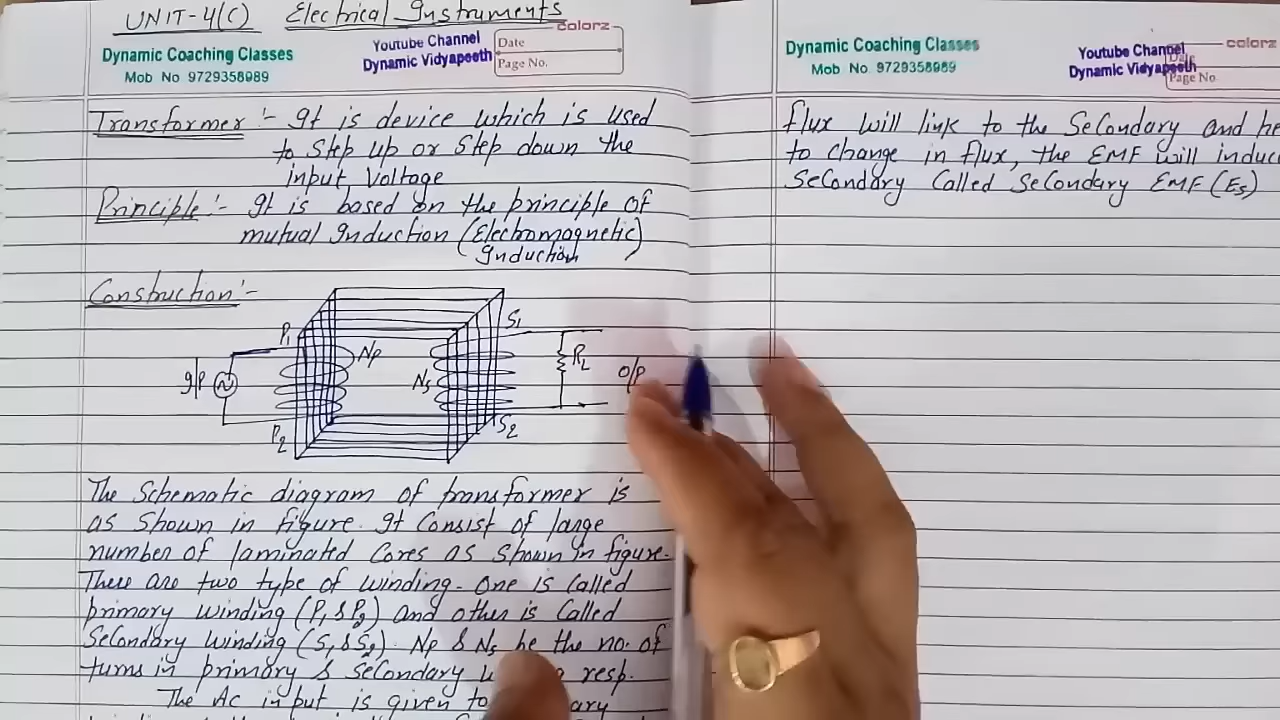 UNIT-4(C) Electrical Instruments
colorz
Dynamic Coaching Classes
Mob No 9729358989
Youtube Channel
Dynamic Vidyapeeth
Date
Page No.
Transformer :- It is device which is used
to Step up or Step down the
input Voltage
Principle :- It is based on the principle of
mutual Induction (Electromagnetic)
Induction
Construction :-
P1
P2
Np
Ns
S1
S2
RL
I/P
O/P
The Schematic diagram of transformer is
as Shown in figure. It Consist of large
number of laminated Cores as Shown in figure.
There are two type of winding. One is Called
primary winding (P1 & P2) and other is Called
Secondary winding (S1 & S2). Np & Ns be the no. of
turns in primary & Secondary resp.
The Ac input is given to
colorz
Dynamic Coaching Classes
Mob No 9729358989
Youtube Channel
Dynamic Vidyapeeth
Page No
flux will link to the Secondary and
to Change in flux, the EMF will
Secondary Called Secondary EMF (Es)